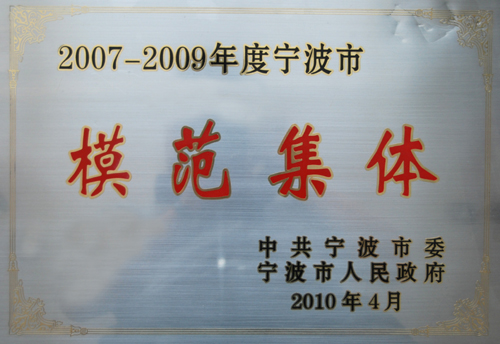 2007-2009年度宁波市
模范集体
中共宁波市委
宁波市人民政府
2010年4月